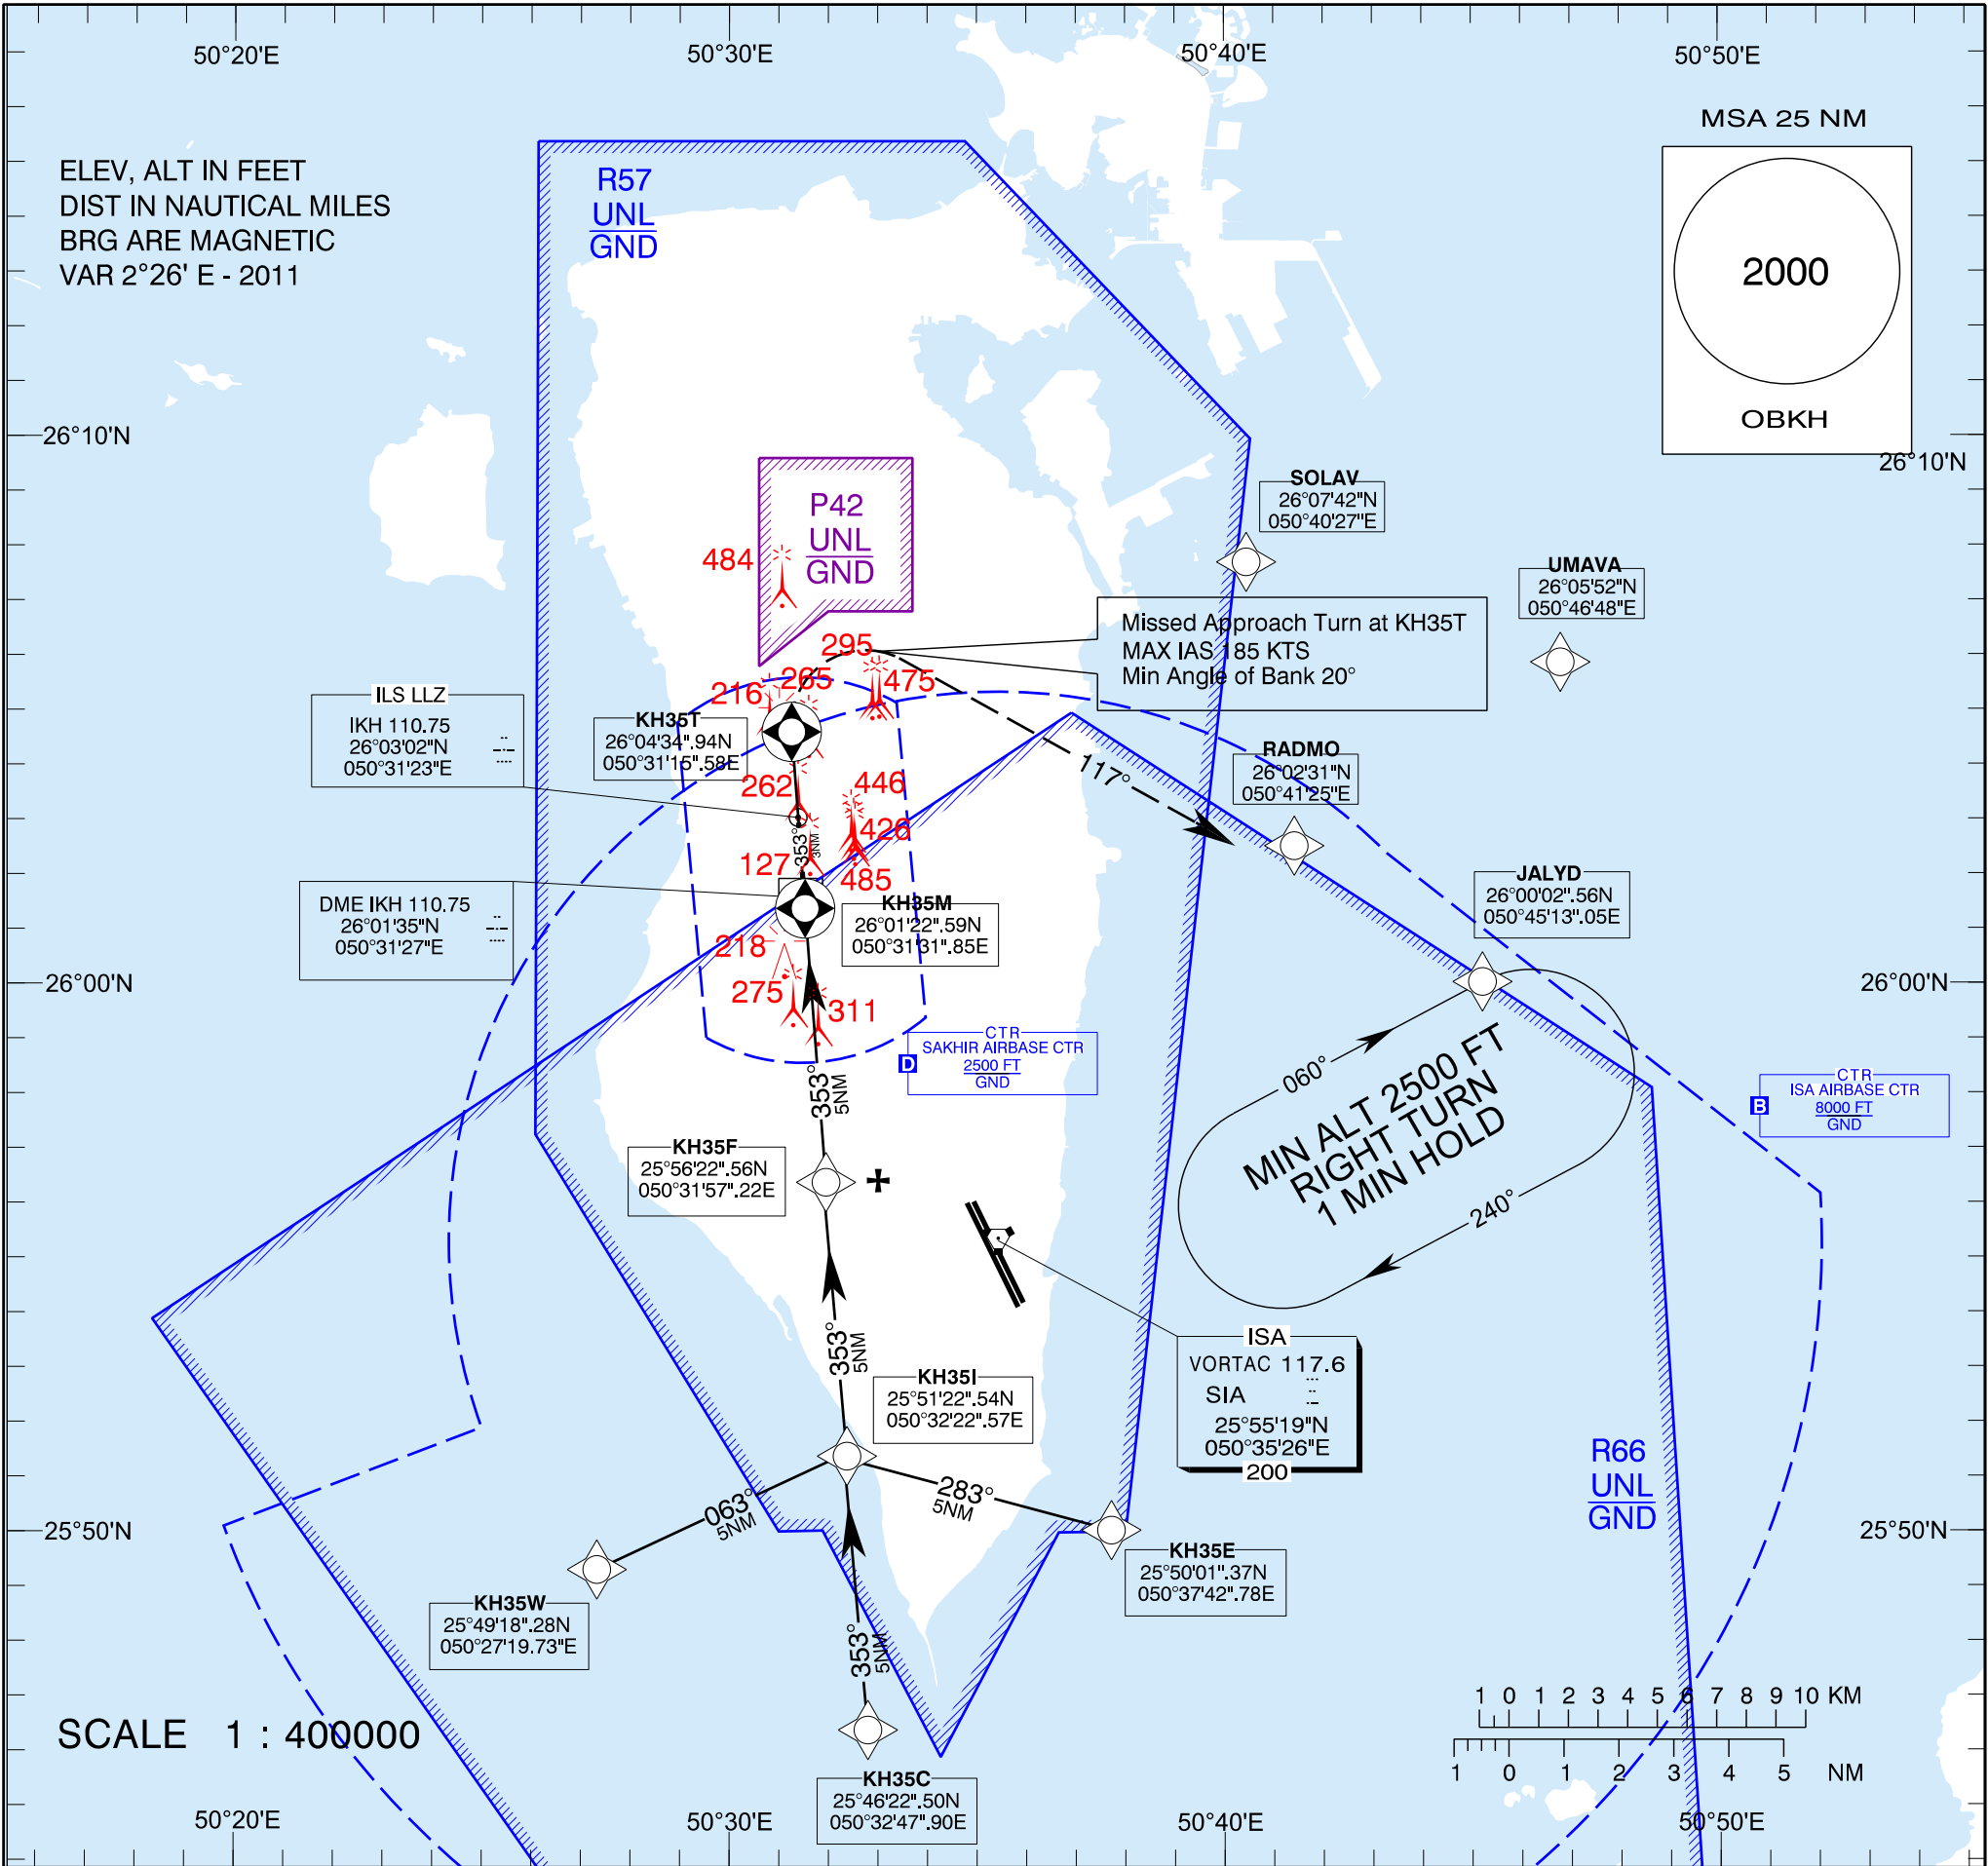 50°20'E
50°30'E
50°40'E
50°50'E
ELEV, ALT IN FEET
DIST IN NAUTICAL MILES
BRG ARE MAGNETIC
VAR 2°26' E - 2011
R57
UNL
GND
MSA 25 NM
2000
OBKH
26°10'N
26°10'N
P42
UNL
GND
484
SOLAV
26°07'42"N
050°40'27"E
UMAVA
26°05'52"N
050°46'48"E
Missed Approach Turn at KH35T
MAX IAS 185 KTS
Min Angle of Bank 20°
295
475
216
265
ILS LLZ
IKH 110.75
26°03'02"N
050°31'23"E
KH35T
26°04'34".94N
050°31'15".58E
262
446
426
485
127
353°
3NM
117°
RADMO
26°02'31"N
050°41'25"E
DME IKH 110.75
26°01'35"N
050°31'27"E
KH35M
26°01'22".59N
050°31'31".85E
JALYD
26°00'02".56N
050°45'13".05E
218
275
311
26°00'N
26°00'N
CTR
SAKHIR AIRBASE CTR
2500 FT
GND
D
353°
5NM
060°
MIN ALT 2500 FT
RIGHT TURN
1 MIN HOLD
240°
CTR
ISA AIRBASE CTR
8000 FT
GND
B
KH35F
25°56'22".56N
050°31'57".22E
353°
5NM
ISA
VORTAC 117.6
SIA
25°55'19"N
050°35'26"E
200
KH35I
25°51'22".54N
050°32'22".57E
R66
UNL
GND
063°
5NM
283°
5NM
25°50'N
25°50'N
KH35E
25°50'01".37N
050°37'42".78E
KH35W
25°49'18".28N
050°27'19.73"E
353°
5NM
SCALE 1 : 400000
KH35C
25°46'22".50N
050°32'47".90E
1 0 1 2 3 4 5 6 7 8 9 10 KM
1 0 1 2 3 4 5 NM
50°20'E
50°30'E
50°40'E
50°50'E